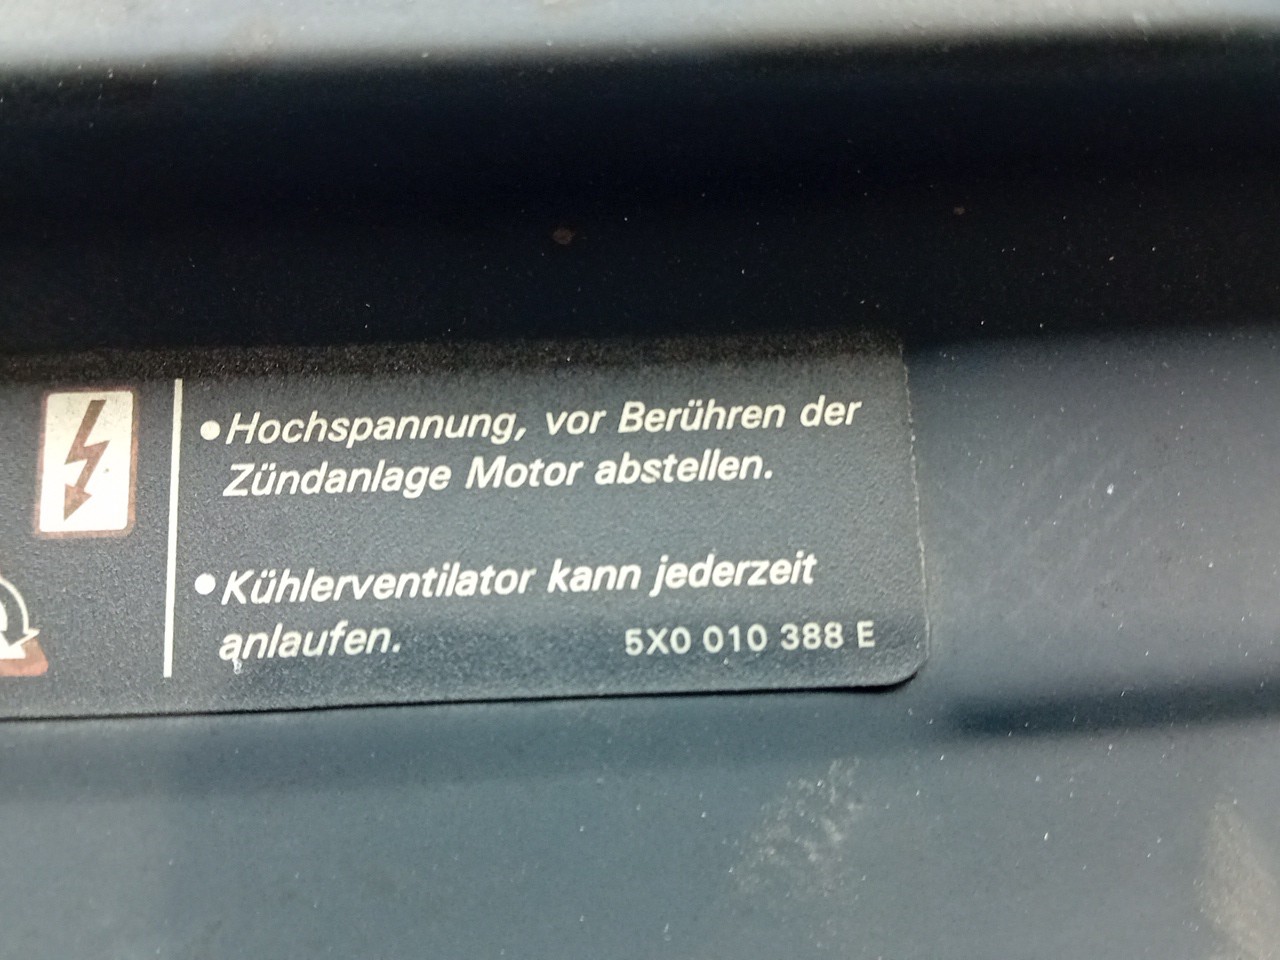 • Hochspannung, vor Berühren der
Zündanlage Motor abstellen.
• Kühlerventilator kann jederzeit
anlaufen. 5X0 010 388 E